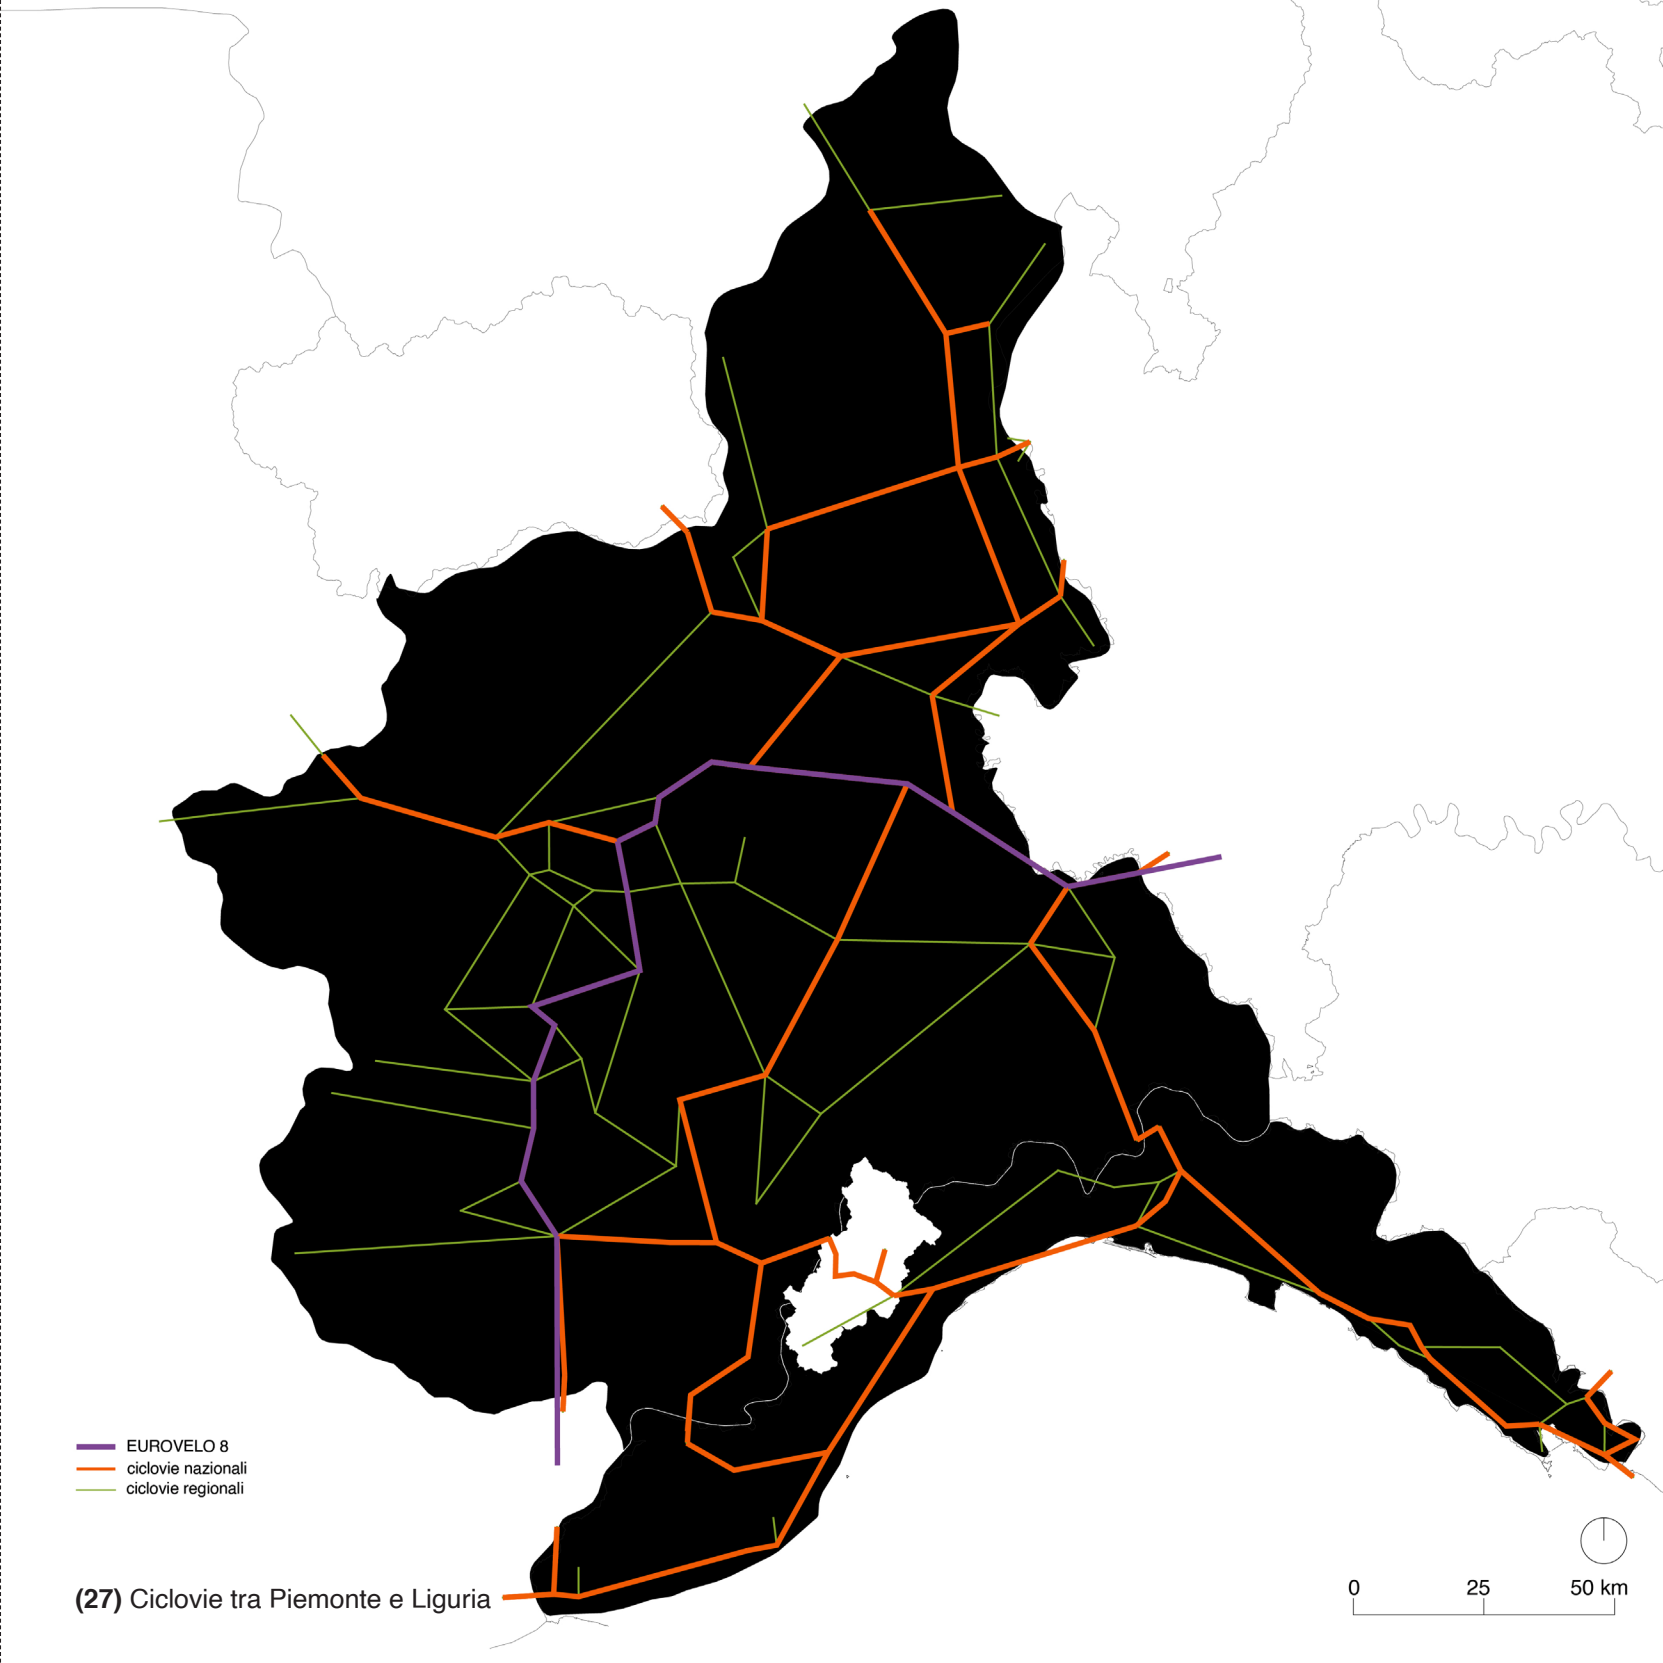 EUROVELO 8
ciclovie nazionali
ciclovie regionali
(27) Ciclovie tra Piemonte e Liguria
0 25 50 km